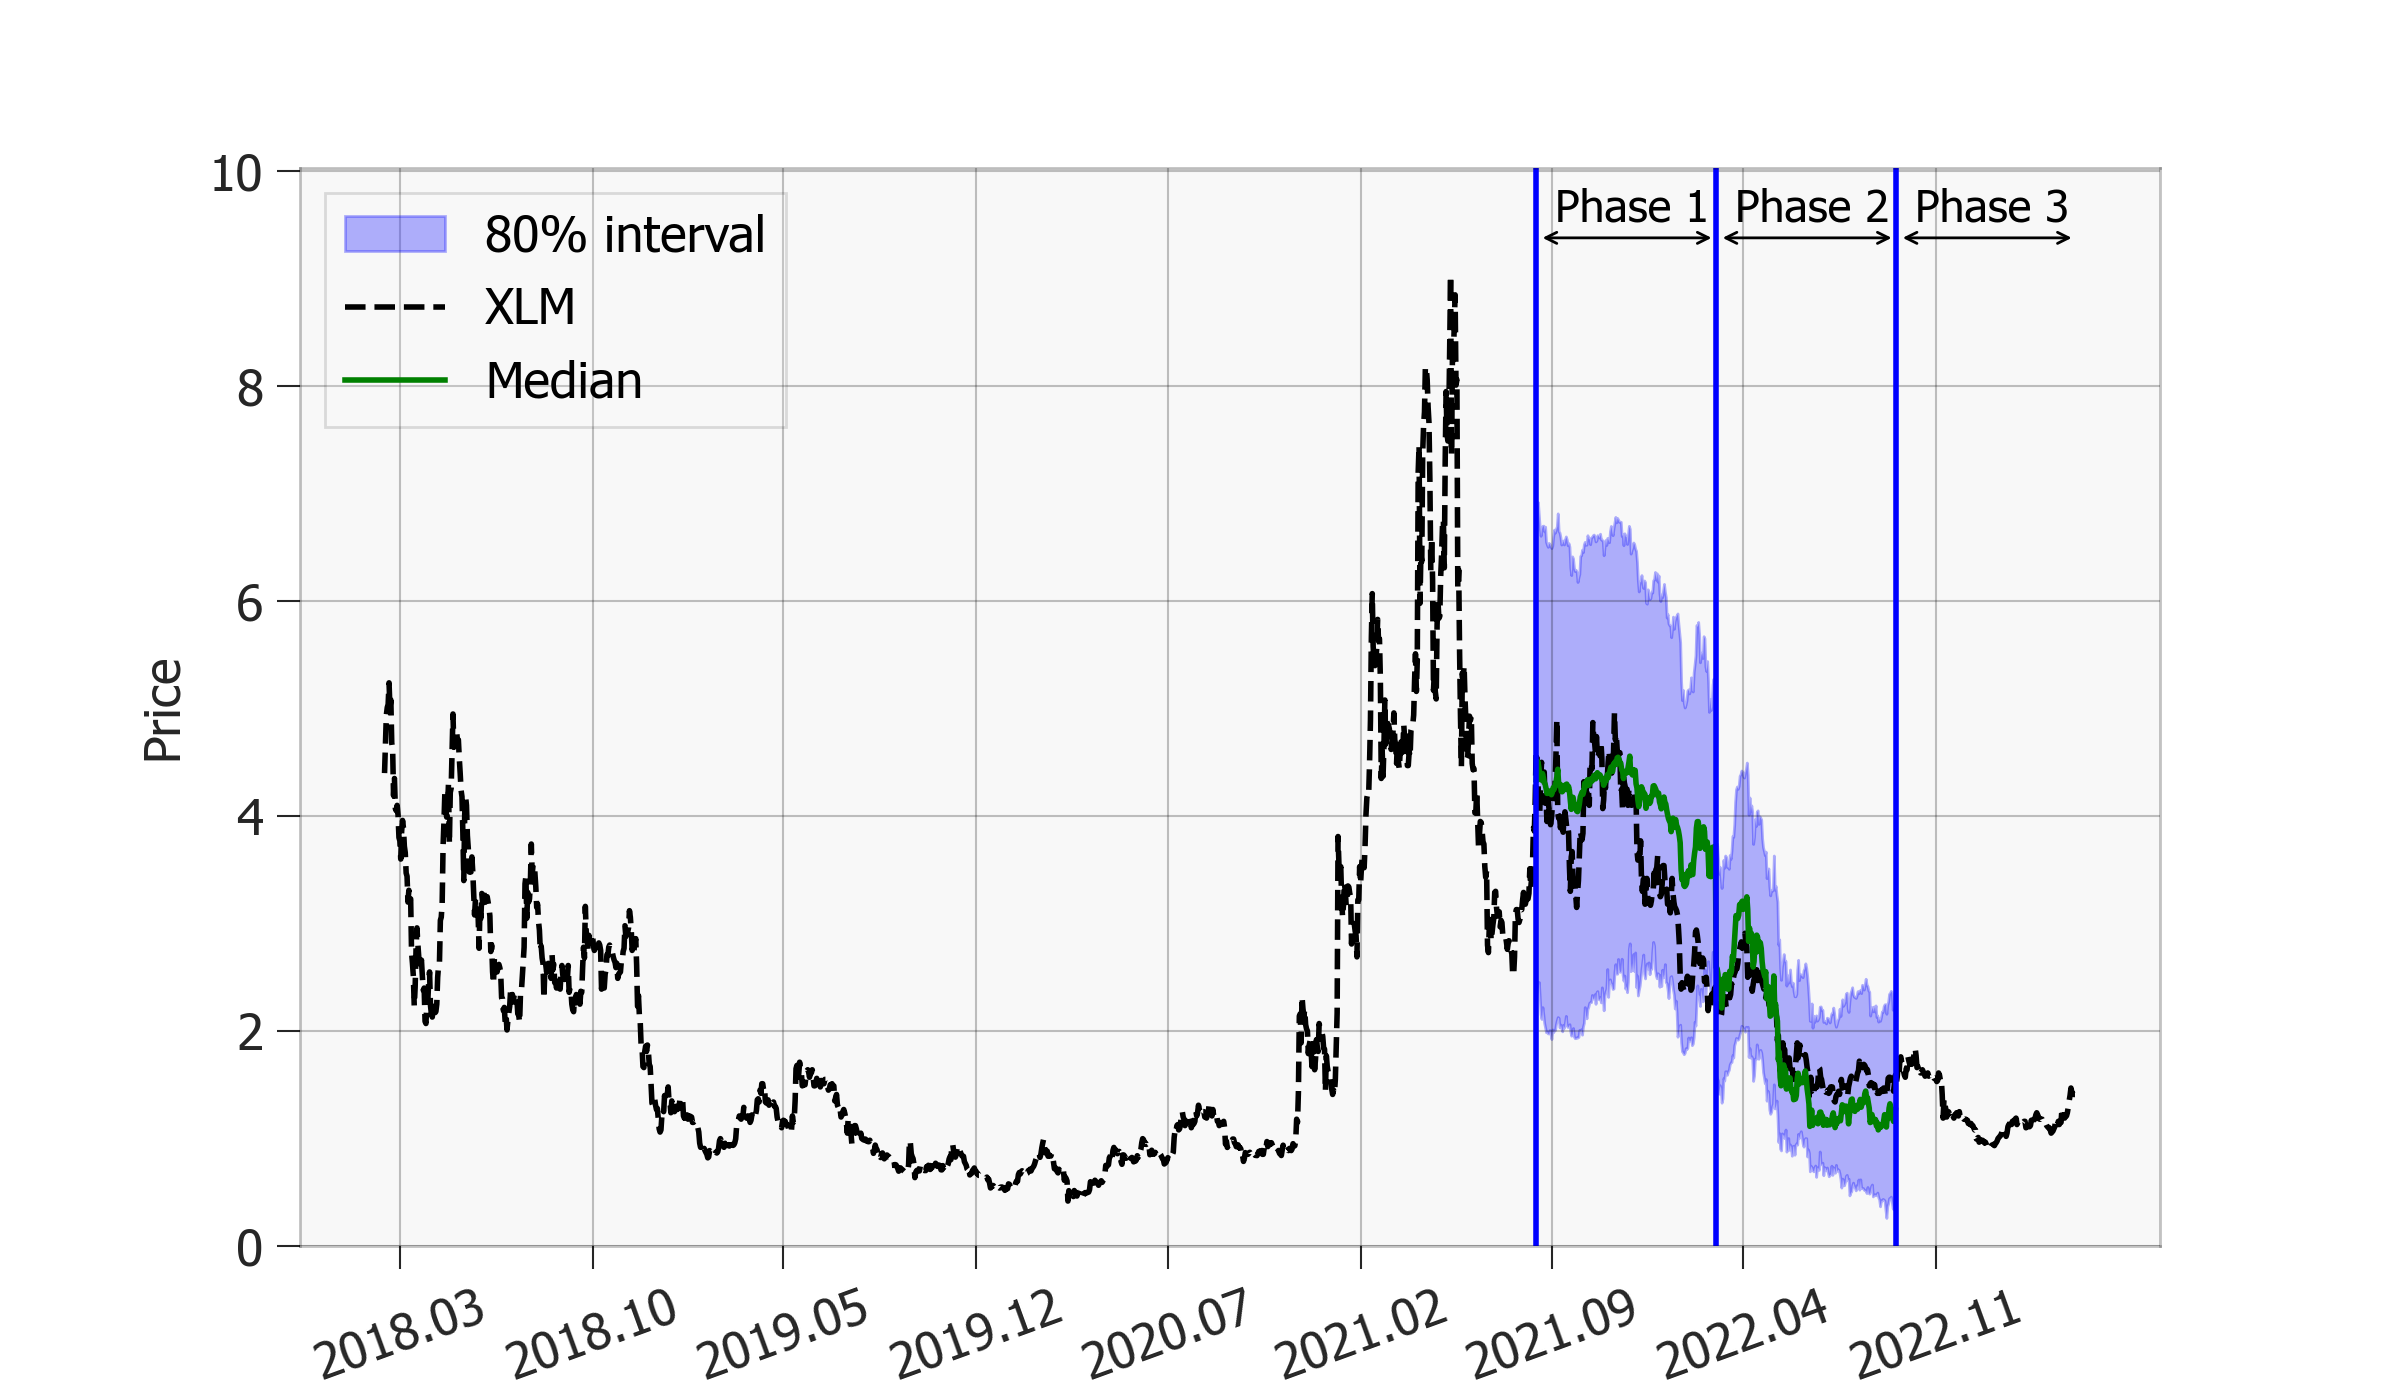 10
8
6
4
2
0
Price
80% interval
XLM
Median
Phase 1
Phase 2
Phase 3
2018.03
2018.10
2019.05
2019.12
2020.07
2021.02
2021.09
2022.04
2022.11